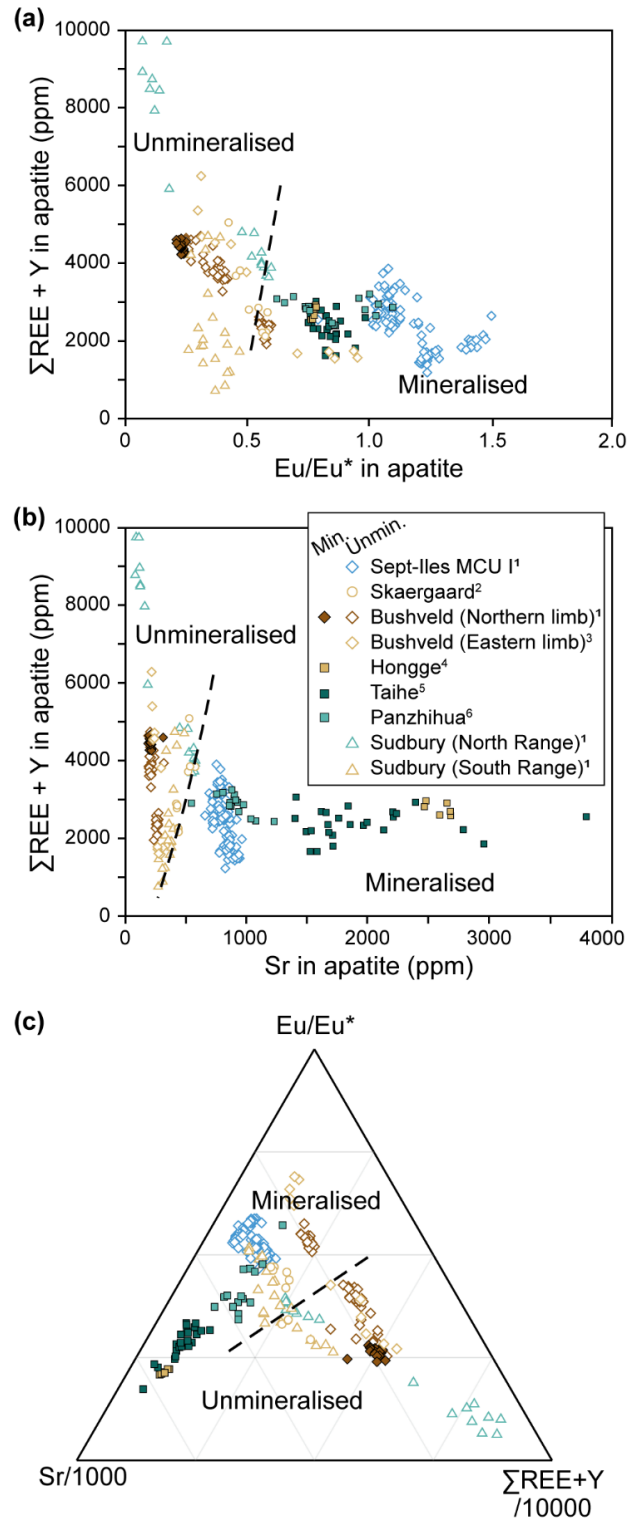 (a)
10000
8000
6000
4000
2000
0
∑REE + Y in apatite (ppm)
Unmineralised
Mineralised
0
0.5
1.0
1.5
2.0
Eu/Eu* in apatite
(b)
10000
8000
6000
4000
2000
0
∑REE + Y in apatite (ppm)
Unmineralised
Mineralised
Min. Unmin.
Sept-Iles MCU I¹
Skaergaard²
Bushveld (Northern limb)¹
Bushveld (Eastern limb)³
Hongge⁴
Taihe⁵
Panzhihua⁶
Sudbury (North Range)¹
Sudbury (South Range)¹
0
1000
2000
3000
4000
Sr in apatite (ppm)
(c)
Eu/Eu*
Mineralised
Unmineralised
Sr/1000
∑REE+Y
/10000